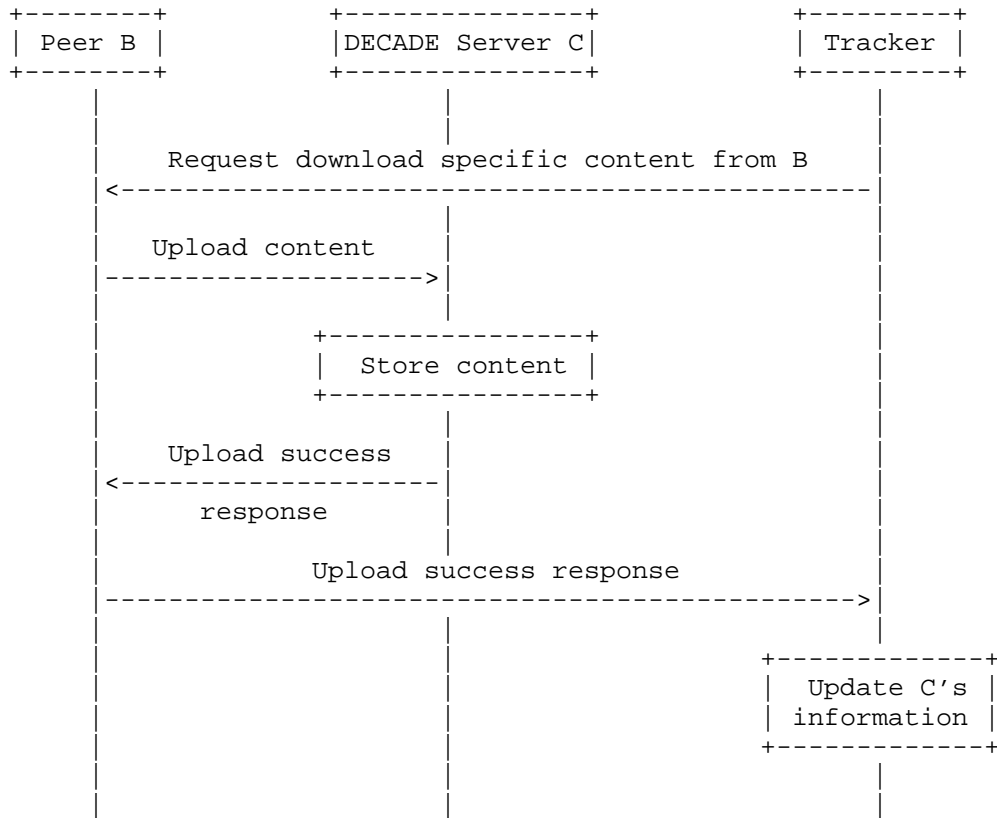 Peer B DECADE Server C Tracker
Request download specific content from B
Upload content
Store content
Upload success
response
Upload success response
Update C's
information